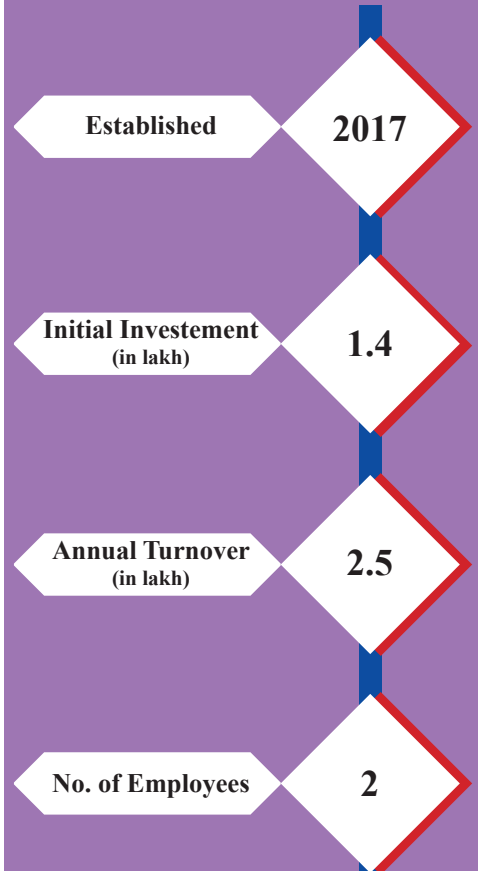 Established
2017
Initial Investement
(in lakh)
1.4
Annual Turnover
(in lakh)
2.5
No. of Employees
2